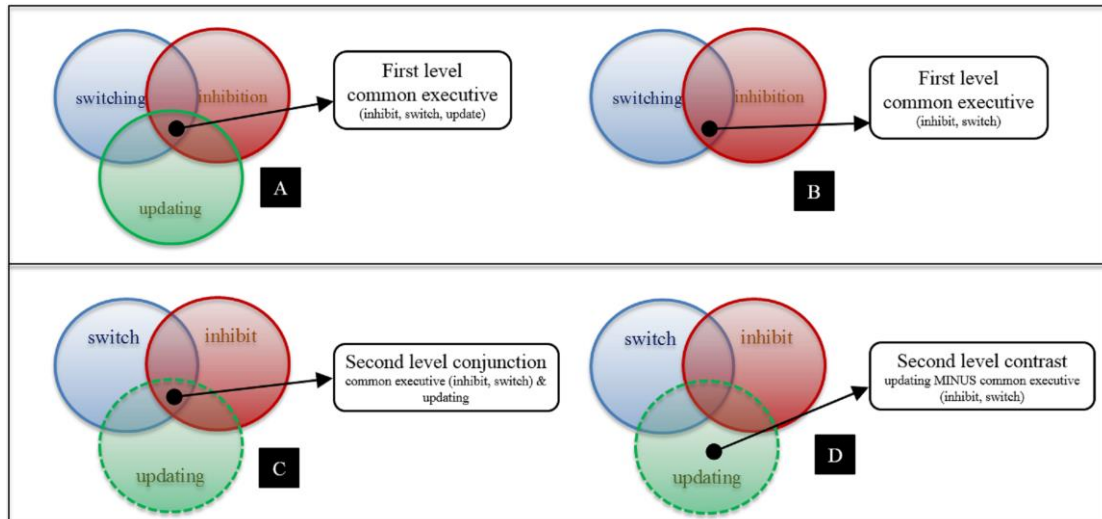 switching
inhibition
updating
First level
common executive
(inhibit, switch, update)
A
switching
inhibition
First level
common executive
(inhibit, switch)
B
switch
inhibit
updating
Second level conjunction
common executive (inhibit, switch) &
updating
C
switch
inhibit
updating
Second level contrast
updating MINUS common executive
(inhibit, switch)
D